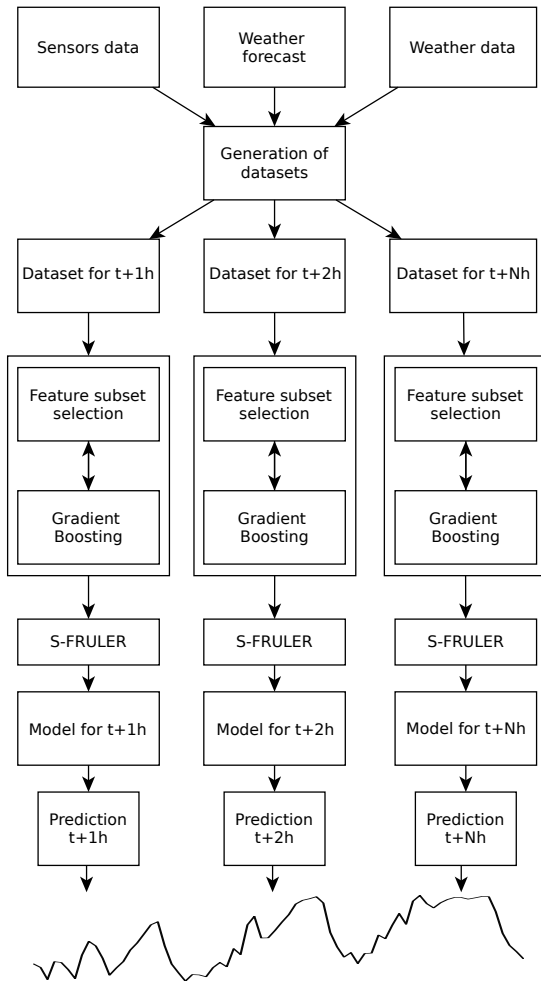 Sensors data
Weather
forecast
Weather data
Generation of
datasets
Dataset for t+1h
Dataset for t+2h
Dataset for t+Nh
Feature subset
selection
Feature subset
selection
Feature subset
selection
Gradient
Boosting
Gradient
Boosting
Gradient
Boosting
S-FRULER
S-FRULER
S-FRULER
Model for t+1h
Model for t+2h
Model for t+Nh
Prediction
t+1h
Prediction
t+2h
Prediction
t+Nh